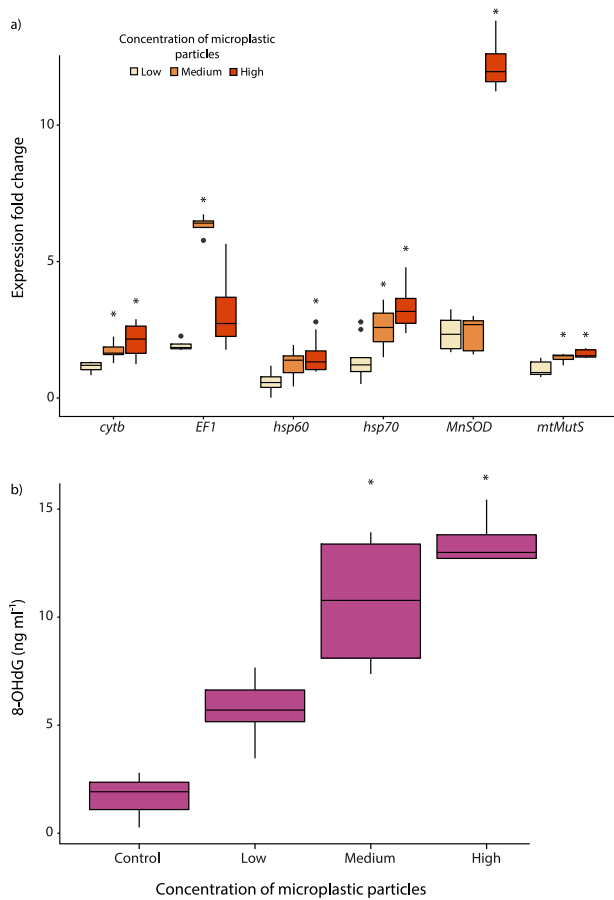 a)
Concentration of microplastic
particles
Low Medium High
*
10
5
0
Expression fold change
* * * * * * * *
cytb EF1 hsp60 hsp70 MnSOD mtMutS
b)
* *
15
10
5
0
8-OHdG (ng ml⁻¹)
Control Low Medium High
Concentration of microplastic particles